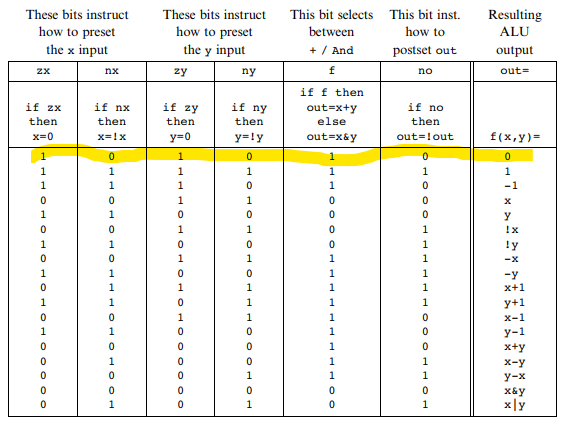 These bits instruct These bits instruct This bit selects This bit inst. Resulting
how to preset how to preset between how to ALU
the x input the y input + / And postset out output
zx nx zy ny f no out=
if f then
if zx if nx if zy if ny out=x+y if no
then then then then else then
x=0 x=!x y=0 y=!y out=x&y out=!out f(x,y)=
1 0 1 0 1 0 0
1 1 1 1 1 1 1
1 1 1 0 1 0 -1
0 0 1 1 0 0 x
1 1 0 0 0 0 y
0 0 1 1 0 1 !x
1 1 0 0 0 1 !y
0 0 1 1 1 1 -x
1 1 0 0 1 1 -y
0 1 1 1 1 1 x+1
1 1 0 1 1 1 y+1
0 0 1 1 1 0 x-1
1 1 0 0 1 0 y-1
0 0 0 0 1 0 x+y
0 1 0 0 1 1 x-y
0 0 0 1 1 1 y-x
0 0 0 0 0 0 x&y
0 1 0 1 0 1 x|y